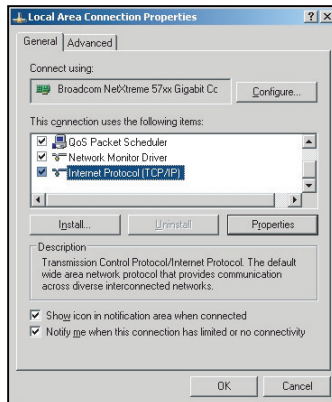 Local Area Connection Properties
General
Advanced
Connect using:
Broadcom NetXtreme 57xx Gigabit Cc
Configure...
This connection uses the following items:
QoS Packet Scheduler
Network Monitor Driver
Internet Protocol (TCP/IP)
Install...
Uninstall
Properties
Description
Transmission Control Protocol/Internet Protocol. The default
wide area network protocol that provides communication
across diverse interconnected networks.
Show icon in notification area when connected
Notify me when this connection has limited or no connectivity
OK
Cancel